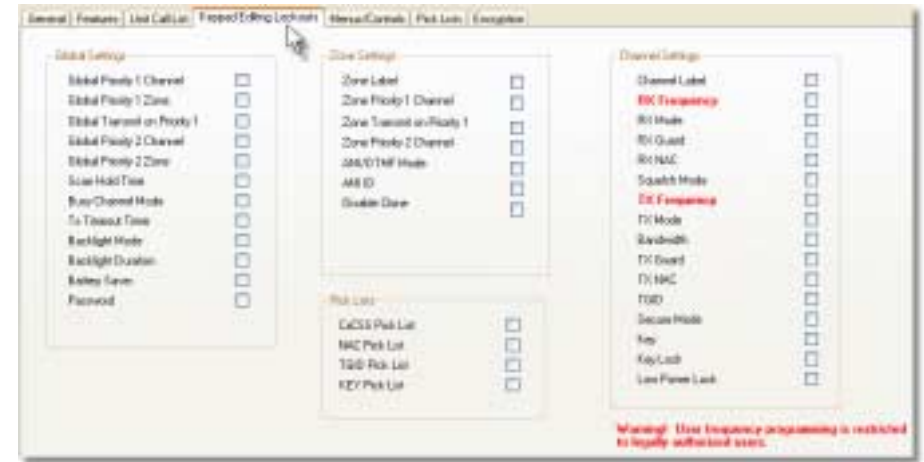 General Features Unit Call List Keypad Editing Lockouts Menus/Controls Pick Lists Encryption
Global Settings
Global Priority 1 Channel
Global Priority 1 Zone
Global Transmit on Priority 1
Global Priority 2 Channel
Global Priority 2 Zone
Scan Hold Time
Busy Channel Mode
Tx Timeout Timer
Backlight Mode
Backlight Duration
Battery Saver
Password
Zone Settings
Zone Label
Zone Priority 1 Channel
Zone Transmit on Priority 1
Zone Priority 2 Channel
ANI/DTMF Mode
ANI ID
Disable Clone
Pick Lists
CxCSS Pick List
NAC Pick List
TGID Pick List
KEY Pick List
Channel Settings
Channel Label
RX Frequency
RX Mode
RX Guard
RX NAC
Squelch Mode
TX Frequency
TX Mode
Bandwidth
TX Guard
TX NAC
TGID
Secure Mode
Key
Key Lock
Low Power Lock
Warning! User frequency programming is restricted
to legally authorized users.